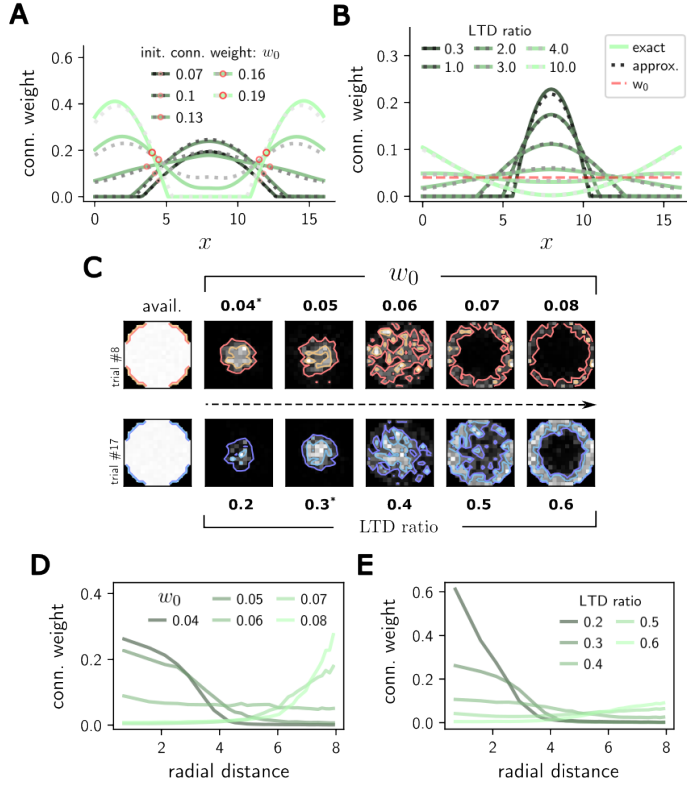 A
init. conn. weight: w0
0.07
0.16
0.1
0.19
0.13
conn. weight
0.6
0.4
0.2
0.0
0
5
10
15
x
B
LTD ratio
0.3
2.0
4.0
1.0
3.0
10.0
exact
approx.
w0
conn. weight
0.3
0.2
0.1
0.0
0
5
10
15
x
C
w0
avail.
0.04*
0.05
0.06
0.07
0.08
trial #8
trial #17
0.2
0.3*
0.4
0.5
0.6
LTD ratio
D
w0
0.04
0.05
0.06
0.07
0.08
conn. weight
0.4
0.2
0.0
2
4
6
8
radial distance
E
LTD ratio
0.2
0.3
0.4
0.5
0.6
conn. weight
0.6
0.4
0.2
0.0
2
4
6
8
radial distance